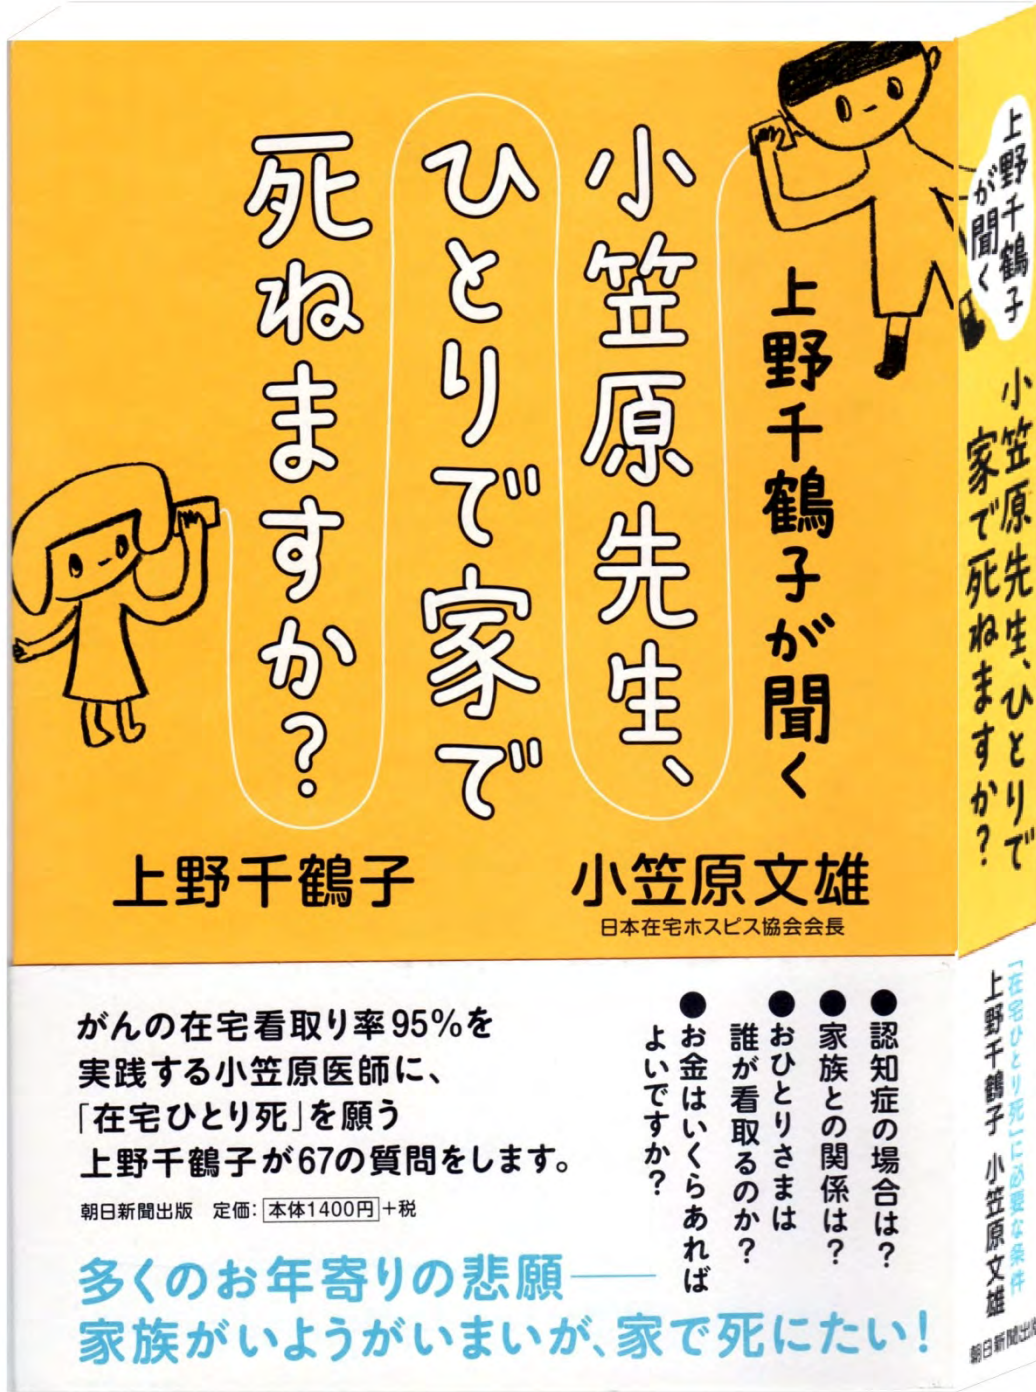 上野千鶴子が聞く
小笠原先生、
ひとりで家で
死ねますか?
上野千鶴子
小笠原文雄
日本在宅ホスピス協会会長
がんの在宅看取り率95%を
実践する小笠原医師に、
「在宅ひとり死」を願う
上野千鶴子が67の質問をします。
朝日新聞出版 定価:本体1400円+税
●認知症の場合は?
●家族との関係は?
●おひとりさまは
誰が看取るのか?
●お金はいくらあれば
よいですか?
多くのお年寄りの悲願——
家族がいようがいまいが、家で死にたい!
上野千鶴子
が聞く
小笠原先生、ひとりで
家で死ねますか?
「在宅ひとり死」に必要な条件
上野千鶴子 小笠原文雄
朝日新聞出版